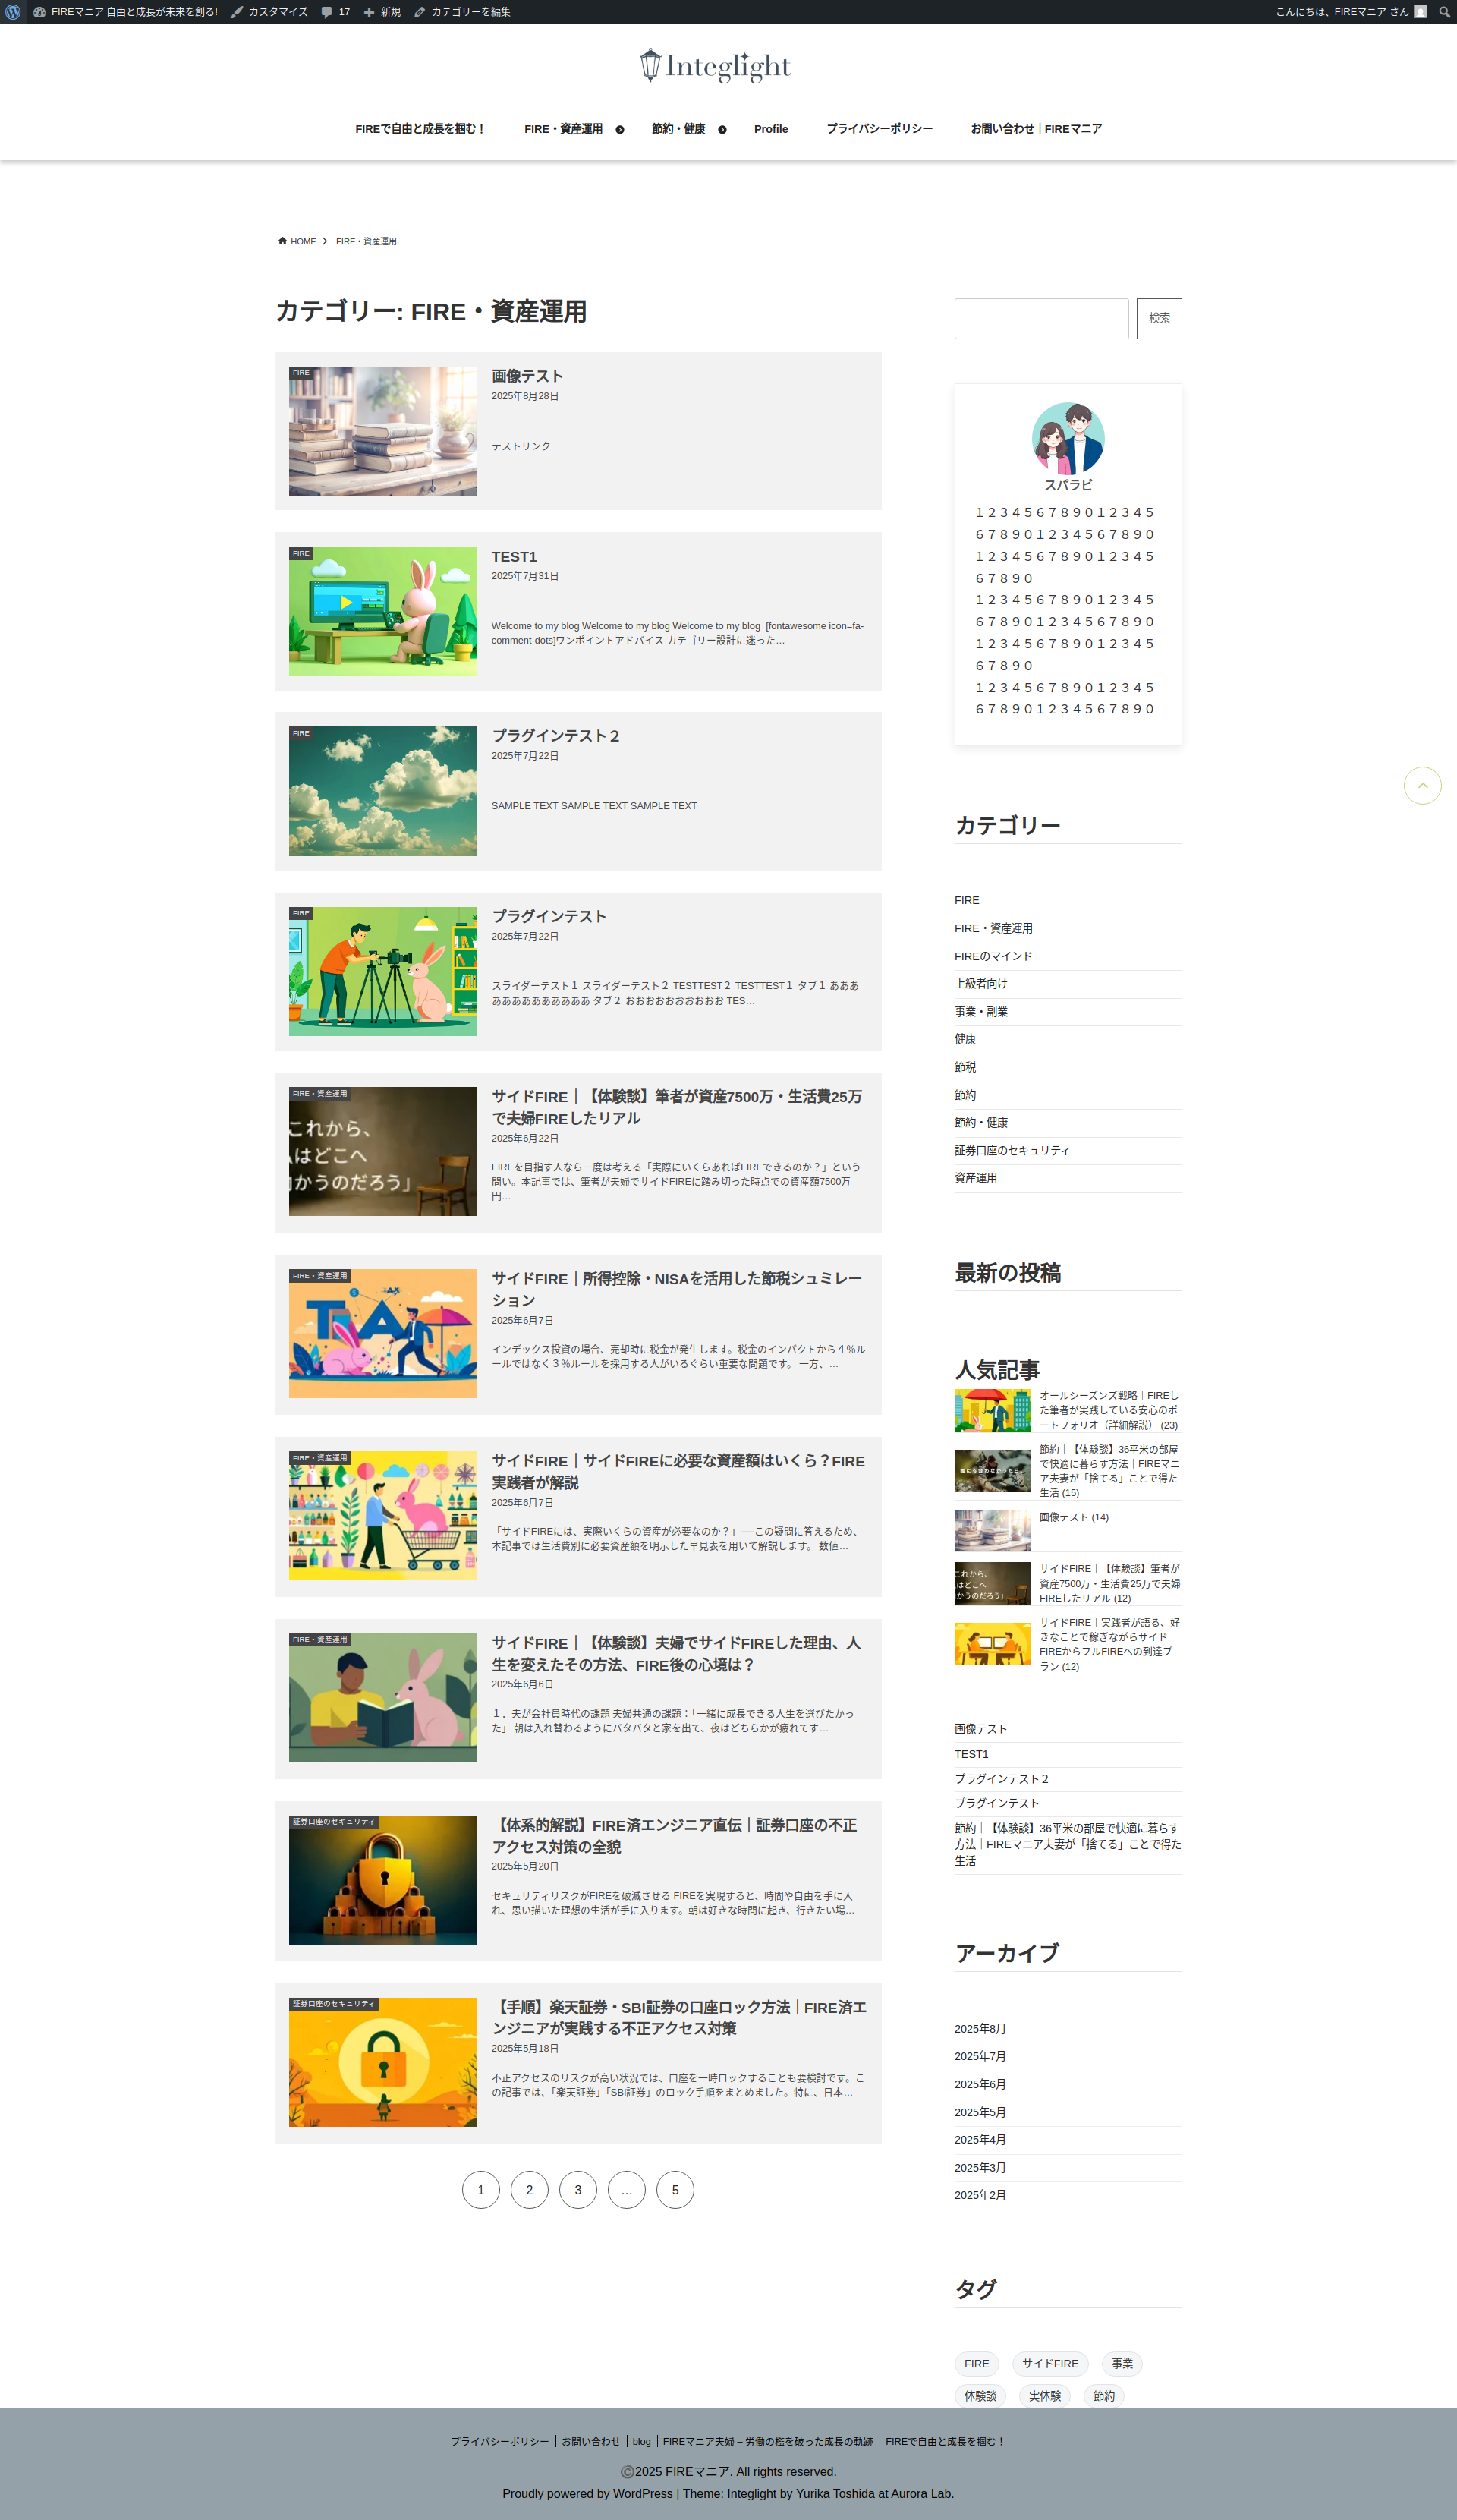 FIREマニア 自由と成長が未来を創る!
カスタマイズ
17
新規
カテゴリーを編集
こんにちは、FIREマニア さん
Integlight
FIREで自由と成長を掴む！
FIRE・資産運用
節約・健康
Profile
プライバシーポリシー
お問い合わせ｜FIREマニア
HOME
FIRE・資産運用
カテゴリー: FIRE・資産運用
FIRE
画像テスト
2025年8月28日
テストリンク
FIRE
TEST1
2025年7月31日
Welcome to my blog Welcome to my blog Welcome to my blog [fontawesome icon=fa-
comment-dots]ワンポイントアドバイス カテゴリー設計に迷った…
FIRE
プラグインテスト２
2025年7月22日
SAMPLE TEXT SAMPLE TEXT SAMPLE TEXT
FIRE
プラグインテスト
2025年7月22日
スライダーテスト１ スライダーテスト２ TESTTEST２ TESTTEST１ タブ１ あああ
ああああああああああ タブ２ おおおおおおおおおお TES…
FIRE・資産運用
これから、
はどこへ
向かうのだろう」
サイドFIRE｜【体験談】筆者が資産7500万・生活費25万
で夫婦FIREしたリアル
2025年6月22日
FIREを目指す人なら一度は考える「実際にいくらあればFIREできるのか？」という
問い。本記事では、筆者が夫婦でサイドFIREに踏み切った時点での資産額7500万
円…
FIRE・資産運用
サイドFIRE｜所得控除・NISAを活用した節税シュミレー
ション
2025年6月7日
インデックス投資の場合、売却時に税金が発生します。税金のインパクトから４％ル
ールではなく３％ルールを採用する人がいるぐらい重要な問題です。 一方、…
FIRE・資産運用
サイドFIRE｜サイドFIREに必要な資産額はいくら？FIRE
実践者が解説
2025年6月7日
「サイドFIREには、実際いくらの資産が必要なのか？」──この疑問に答えるため、
本記事では生活費別に必要資産額を明示した早見表を用いて解説します。 数値…
FIRE・資産運用
サイドFIRE｜【体験談】夫婦でサイドFIREした理由、人
生を変えたその方法、FIRE後の心境は？
2025年6月6日
１．夫が会社員時代の課題 夫婦共通の課題：「一緒に成長できる人生を選びたかっ
た」 朝は入れ替わるようにバタバタと家を出て、夜はどちらかが疲れてす…
証券口座のセキュリティ
【体系的解説】FIRE済エンジニア直伝｜証券口座の不正
アクセス対策の全貌
2025年5月20日
セキュリティリスクがFIREを破滅させる FIREを実現すると、時間や自由を手に入
れ、思い描いた理想の生活が手に入ります。朝は好きな時間に起き、行きたい場…
証券口座のセキュリティ
【手順】楽天証券・SBI証券の口座ロック方法｜FIRE済エ
ンジニアが実践する不正アクセス対策
2025年5月18日
不正アクセスのリスクが高い状況では、口座を一時ロックすることも要検討です。こ
の記事では、「楽天証券」「SBI証券」のロック手順をまとめました。特に、日本…
1
2
3
…
5
検索
スパラビ
１２３４５６７８９０１２３４５
６７８９０１２３４５６７８９０
１２３４５６７８９０１２３４５
６７８９０
１２３４５６７８９０１２３４５
６７８９０１２３４５６７８９０
１２３４５６７８９０１２３４５
６７８９０
１２３４５６７８９０１２３４５
６７８９０１２３４５６７８９０
カテゴリー
FIRE
FIRE・資産運用
FIREのマインド
上級者向け
事業・副業
健康
節税
節約
節約・健康
証券口座のセキュリティ
資産運用
最新の投稿
人気記事
オールシーズンズ戦略｜FIREし
た筆者が実践している安心のポ
ートフォリオ（詳細解説） (23)
節約｜【体験談】36平米の部屋
で快適に暮らす方法｜FIREマニ
ア夫妻が「捨てる」ことで得た
生活 (15)
画像テスト (14)
これから、
はどこへ
向かうのだろう」
サイドFIRE｜【体験談】筆者が
資産7500万・生活費25万で夫婦
FIREしたリアル (12)
サイドFIRE｜実践者が語る、好
きなことで稼ぎながらサイド
FIREからフルFIREへの到達プ
ラン (12)
画像テスト
TEST1
プラグインテスト２
プラグインテスト
節約｜【体験談】36平米の部屋で快適に暮らす
方法｜FIREマニア夫妻が「捨てる」ことで得た
生活
アーカイブ
2025年8月
2025年7月
2025年6月
2025年5月
2025年4月
2025年3月
2025年2月
タグ
FIRE
サイドFIRE
事業
体験談
実体験
節約
プライバシーポリシー
お問い合わせ
blog
FIREマニア夫婦 – 労働の檻を破った成長の軌跡
FIREで自由と成長を掴む！
©2025 FIREマニア. All rights reserved.
Proudly powered by WordPress | Theme: Integlight by Yurika Toshida at Aurora Lab.